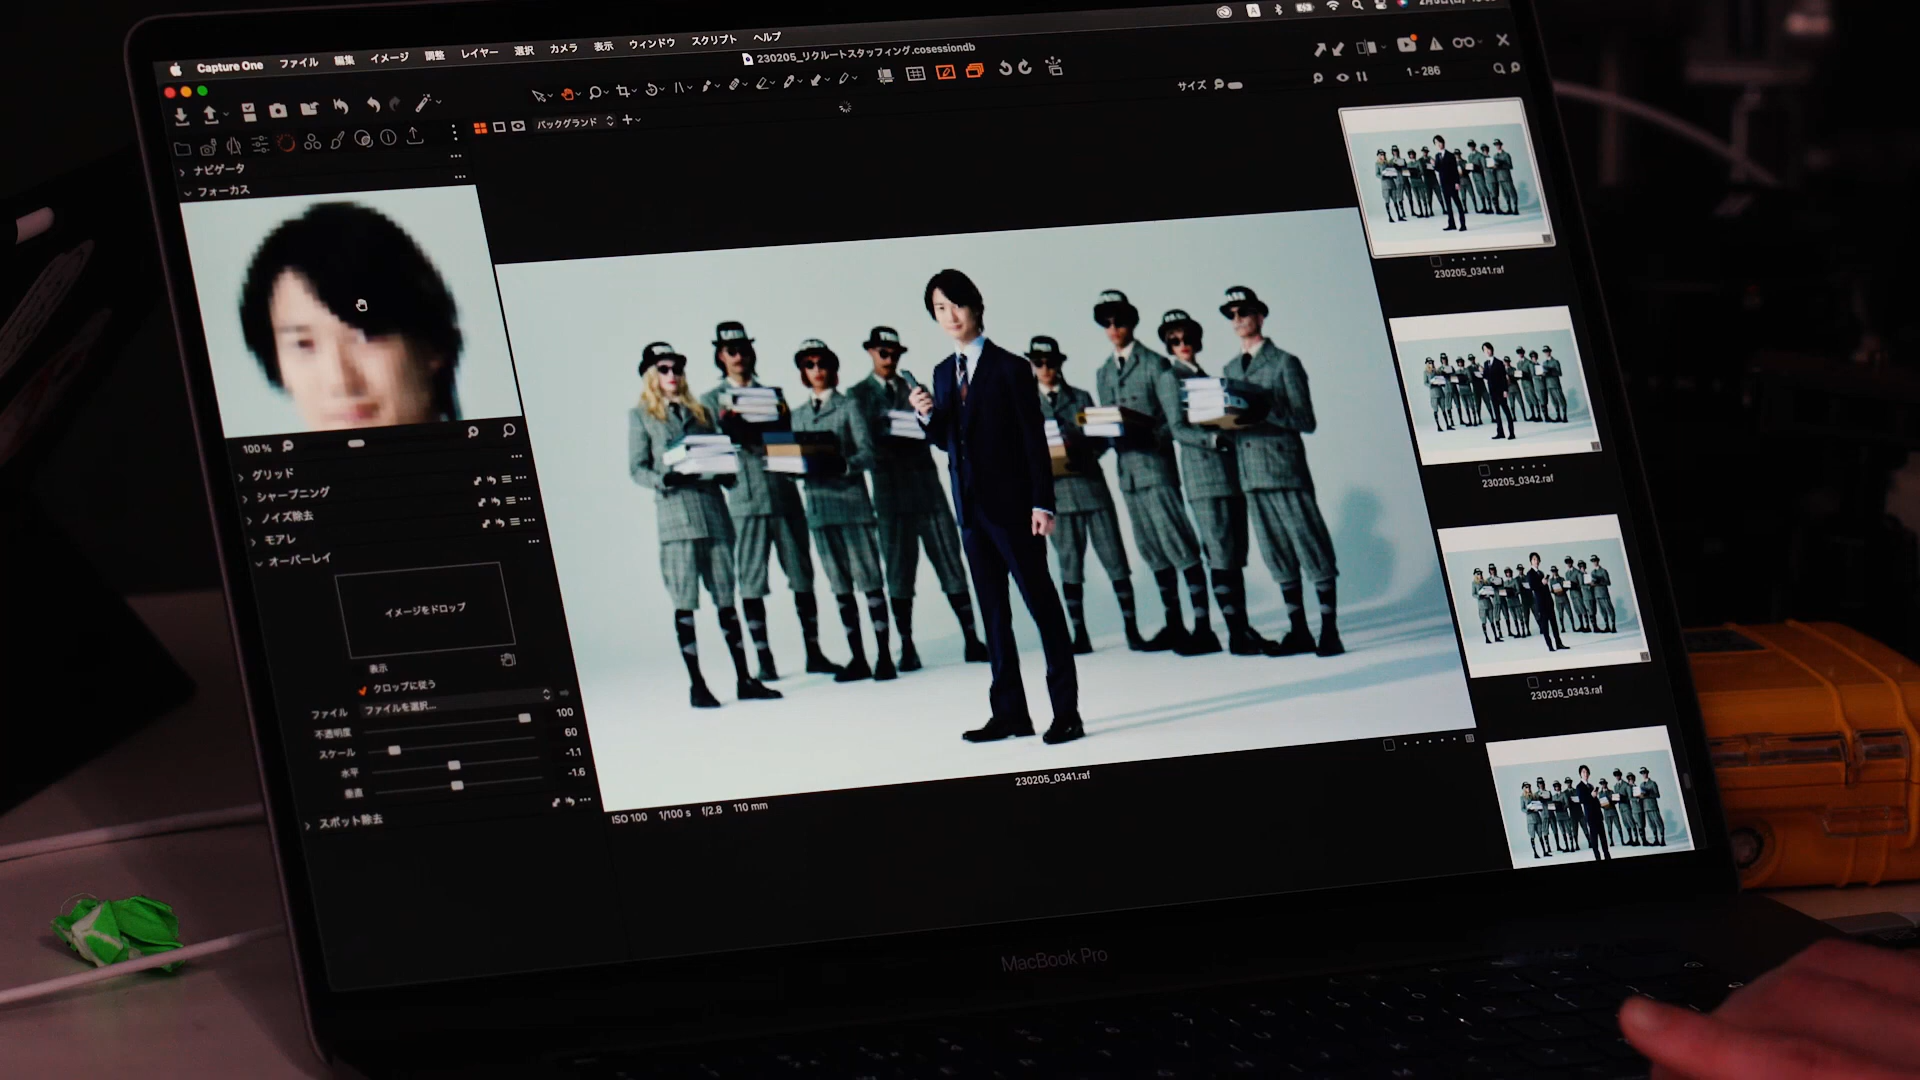 Capture One ファイル 編集 イメージ 調整 レイヤー 選択 カメラ 表示 ウィンドウ スクリプト ヘルプ
230205_リクルートスタッフィング.cosessiondb
サイズ
1 - 286
バックグランド
ナビゲータ
フォーカス
100 %
グリッド
シャープニング
ノイズ除去
モアレ
オーバーレイ
イメージをドロップ
表示
クロップに従う
ファイル ファイルを選択...
不透明度 100
スケール 60
水平 -1.1
垂直 -1.6
スポット除去
ISO 100 1/100 s f/2.8 110 mm
230205_0341.raf
230205_0341.raf
230205_0342.raf
230205_0343.raf
MacBook Pro